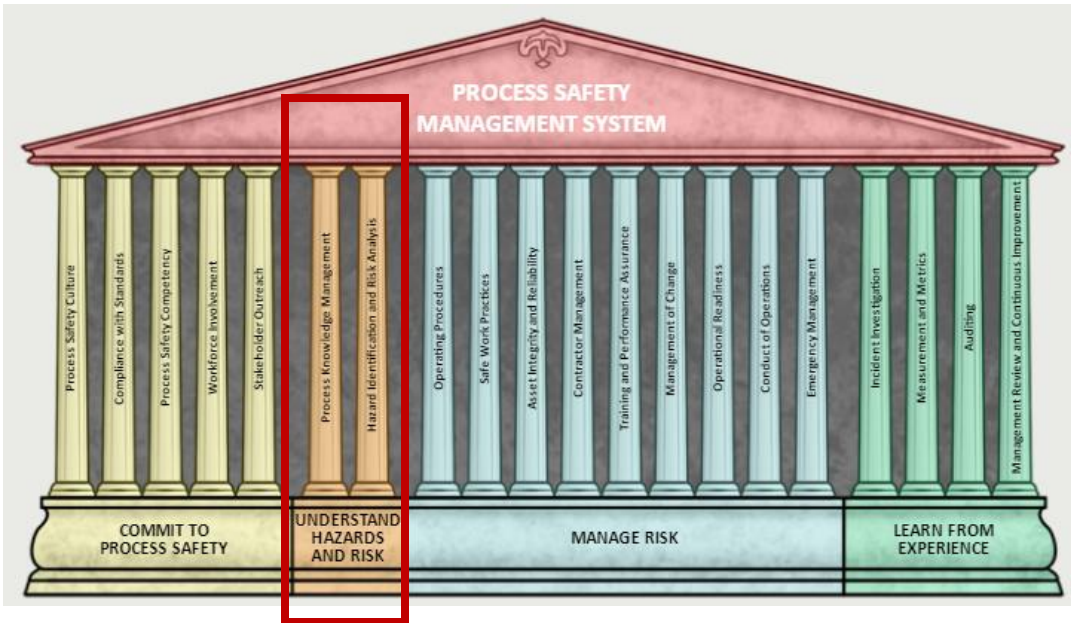 PROCESS SAFETY
MANAGEMENT SYSTEM
Process Safety Culture
Compliance with Standards
Process Safety Competency
Workforce Involvement
Stakeholder Outreach
Process Knowledge Management
Hazard Identification and Risk Analysis
Operating Procedures
Safe Work Practices
Asset Integrity and Reliability
Contractor Management
Training and Performance Assurance
Management of Change
Operational Readiness
Conduct of Operations
Emergency Management
Incident Investigation
Measurement and Metrics
Auditing
Management Review and Continuous Improvement
COMMIT TO
PROCESS SAFETY
UNDERSTAND
HAZARDS
AND RISK
MANAGE RISK
LEARN FROM
EXPERIENCE